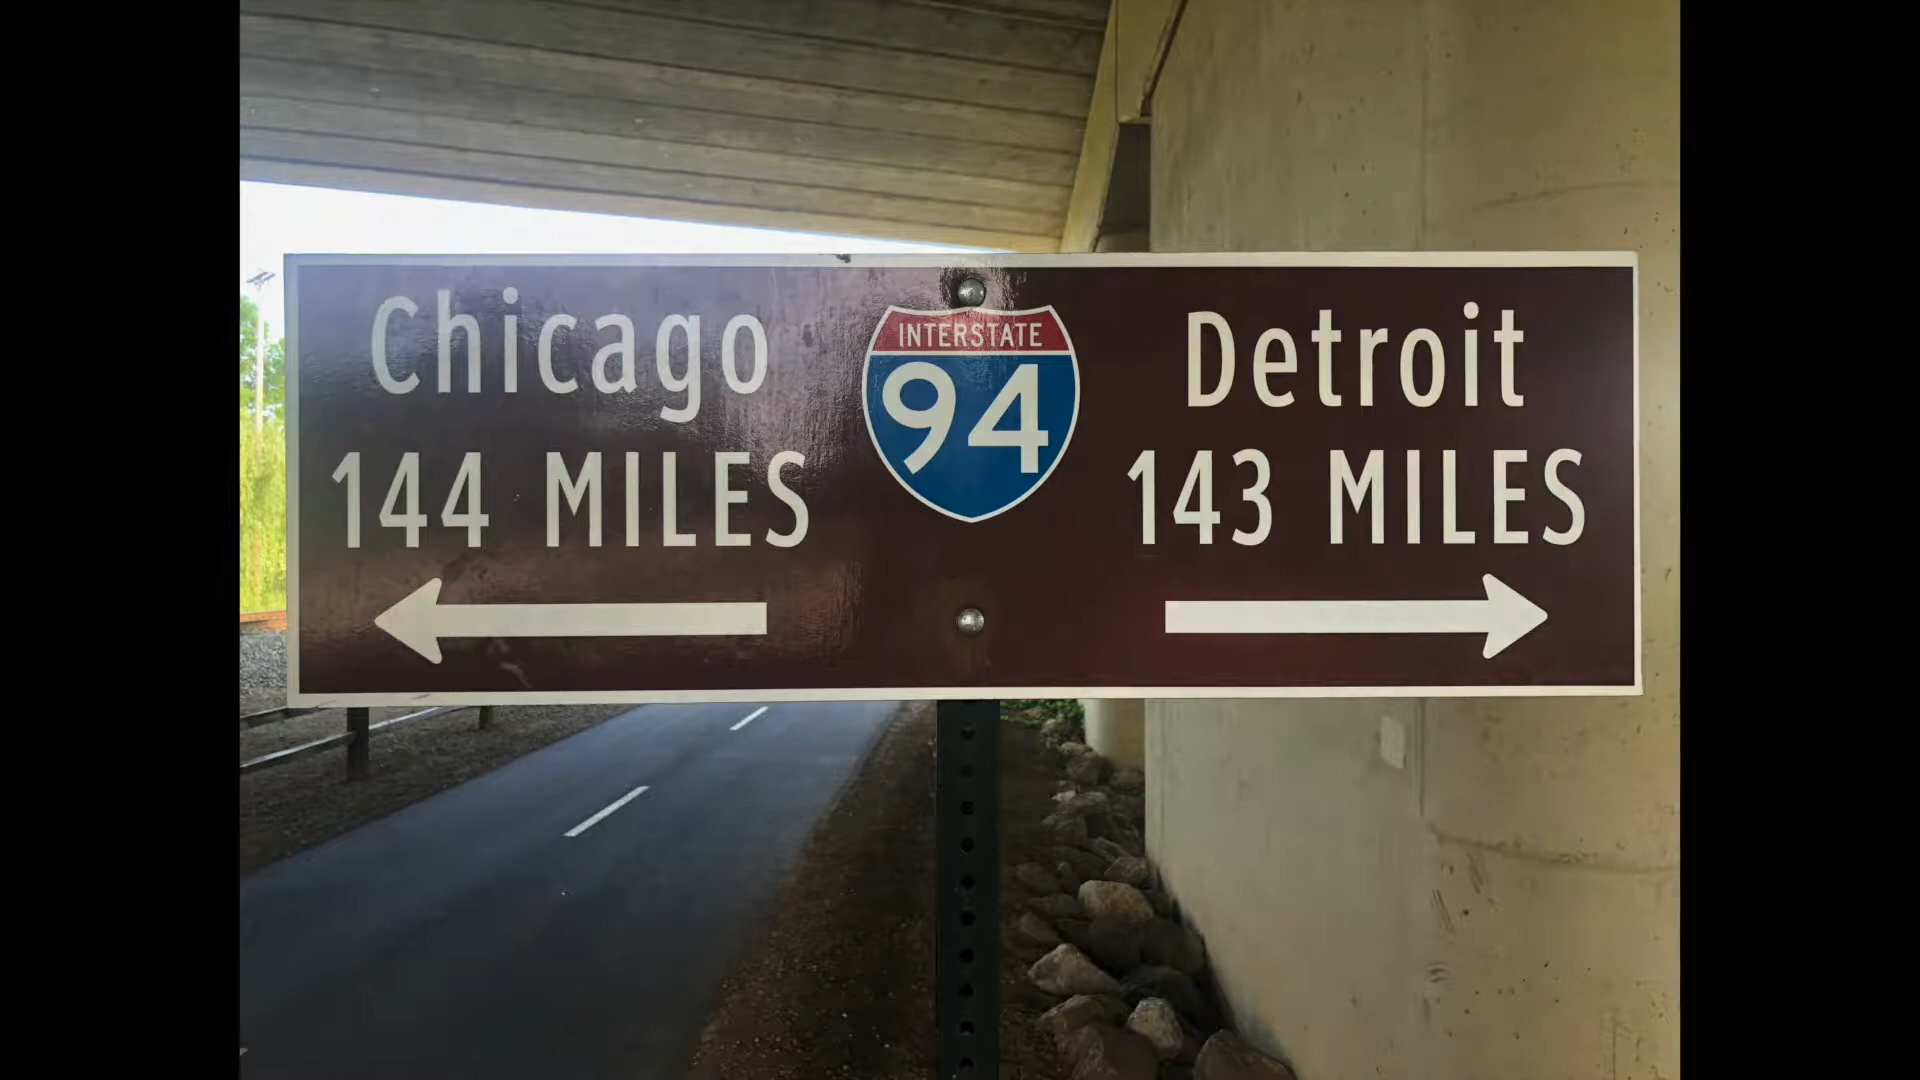 Chicago
144 MILES
INTERSTATE
94
Detroit
143 MILES